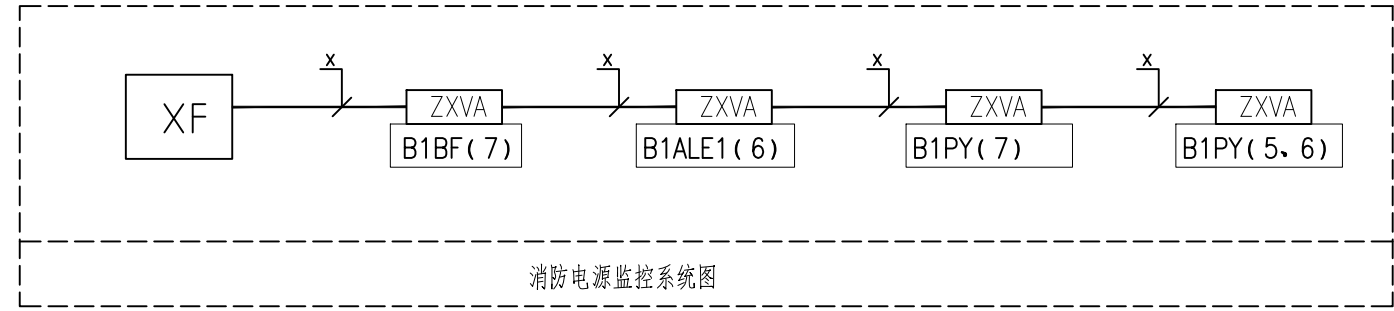 x x x x
XF ZXVA ZXVA ZXVA ZXVA
B1BF(7) B1ALE1(6) B1PY(7) B1PY(5、6)
消防电源监控系统图